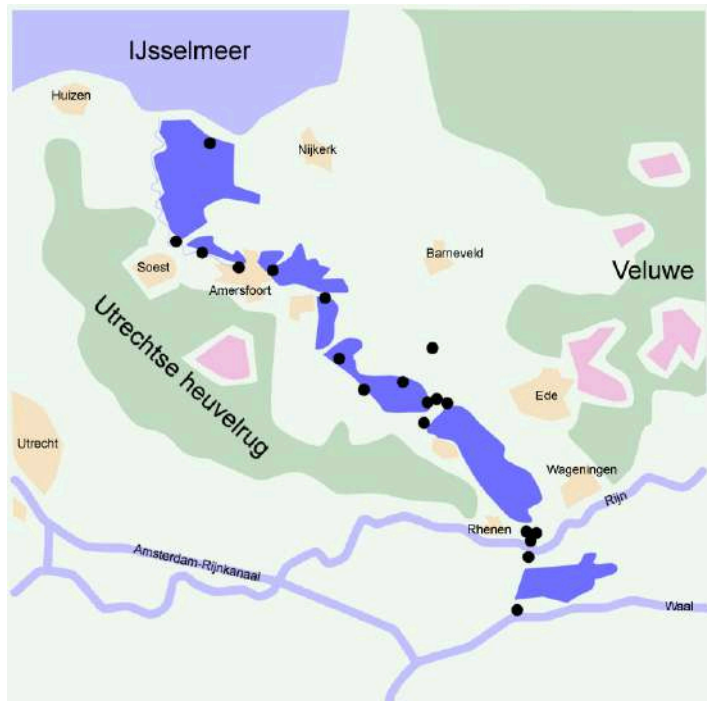 IJsselmeer
Huizen
Nijkerk
Barneveld
Soest
Veluwe
Amersfoort
Utrechtse heuvelrug
Ede
Utrecht
Wageningen
Rijn
Rhenen
Amsterdam-Rijnkanaal
Waal